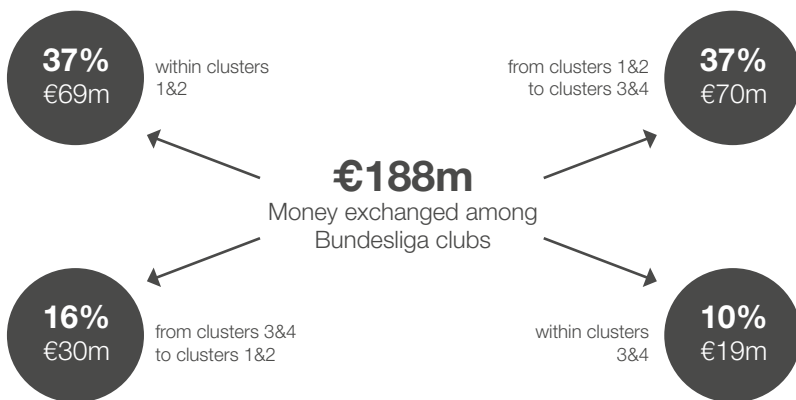 37%
€69m
within clusters
1&2
from clusters 1&2
to clusters 3&4
37%
€70m
€188m
Money exchanged among
Bundesliga clubs
16%
€30m
from clusters 3&4
to clusters 1&2
within clusters
3&4
10%
€19m